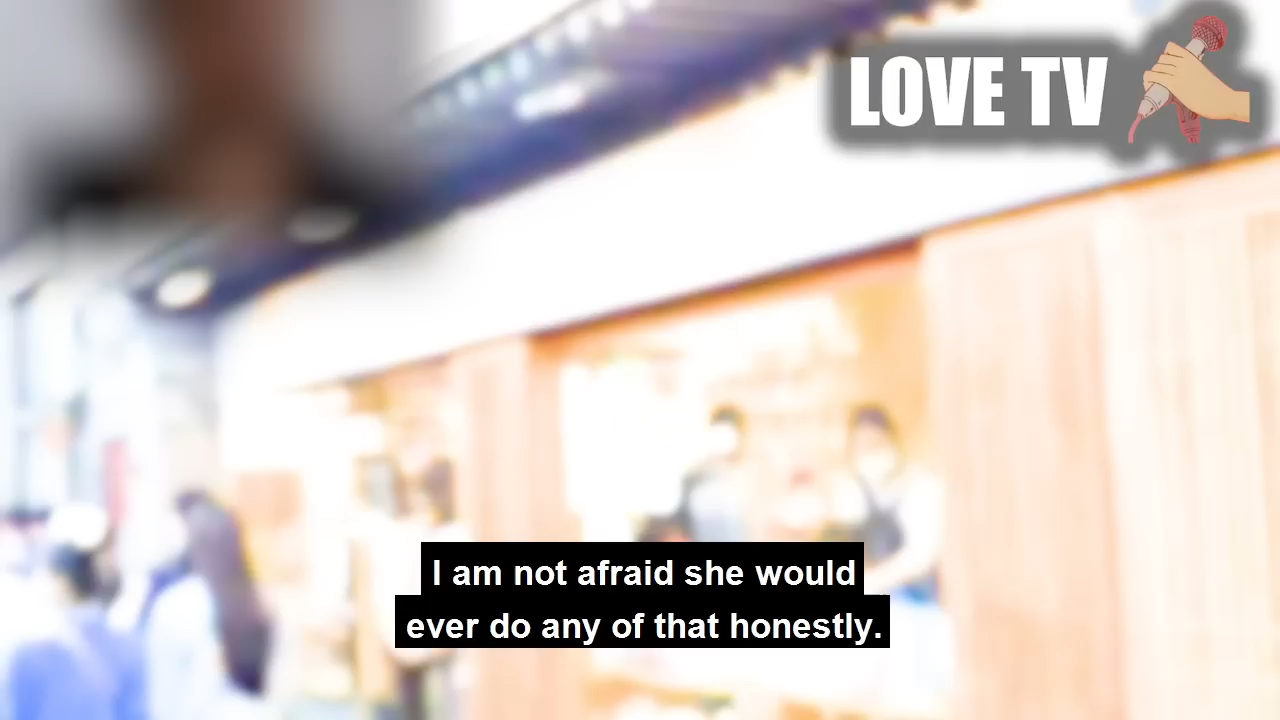 LOVE TV
I am not afraid she would
ever do any of that honestly.